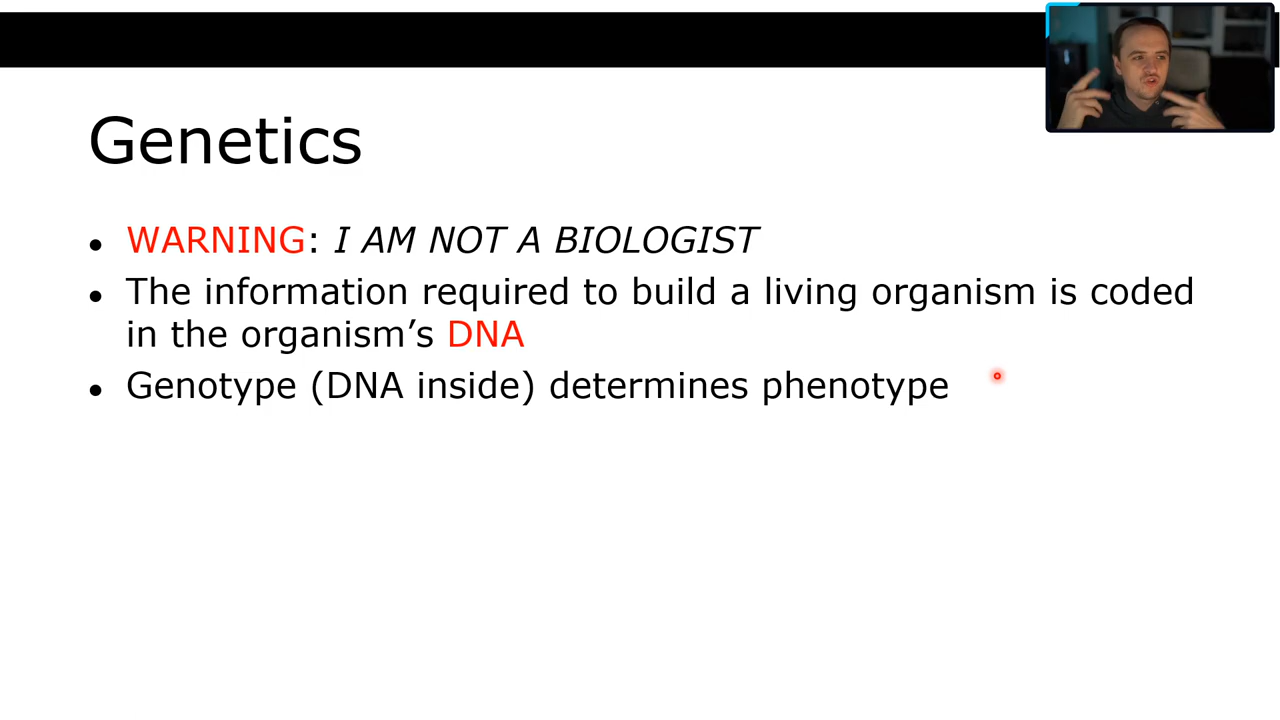 Genetics
• WARNING: I AM NOT A BIOLOGIST
• The information required to build a living organism is coded
in the organism’s DNA
• Genotype (DNA inside) determines phenotype